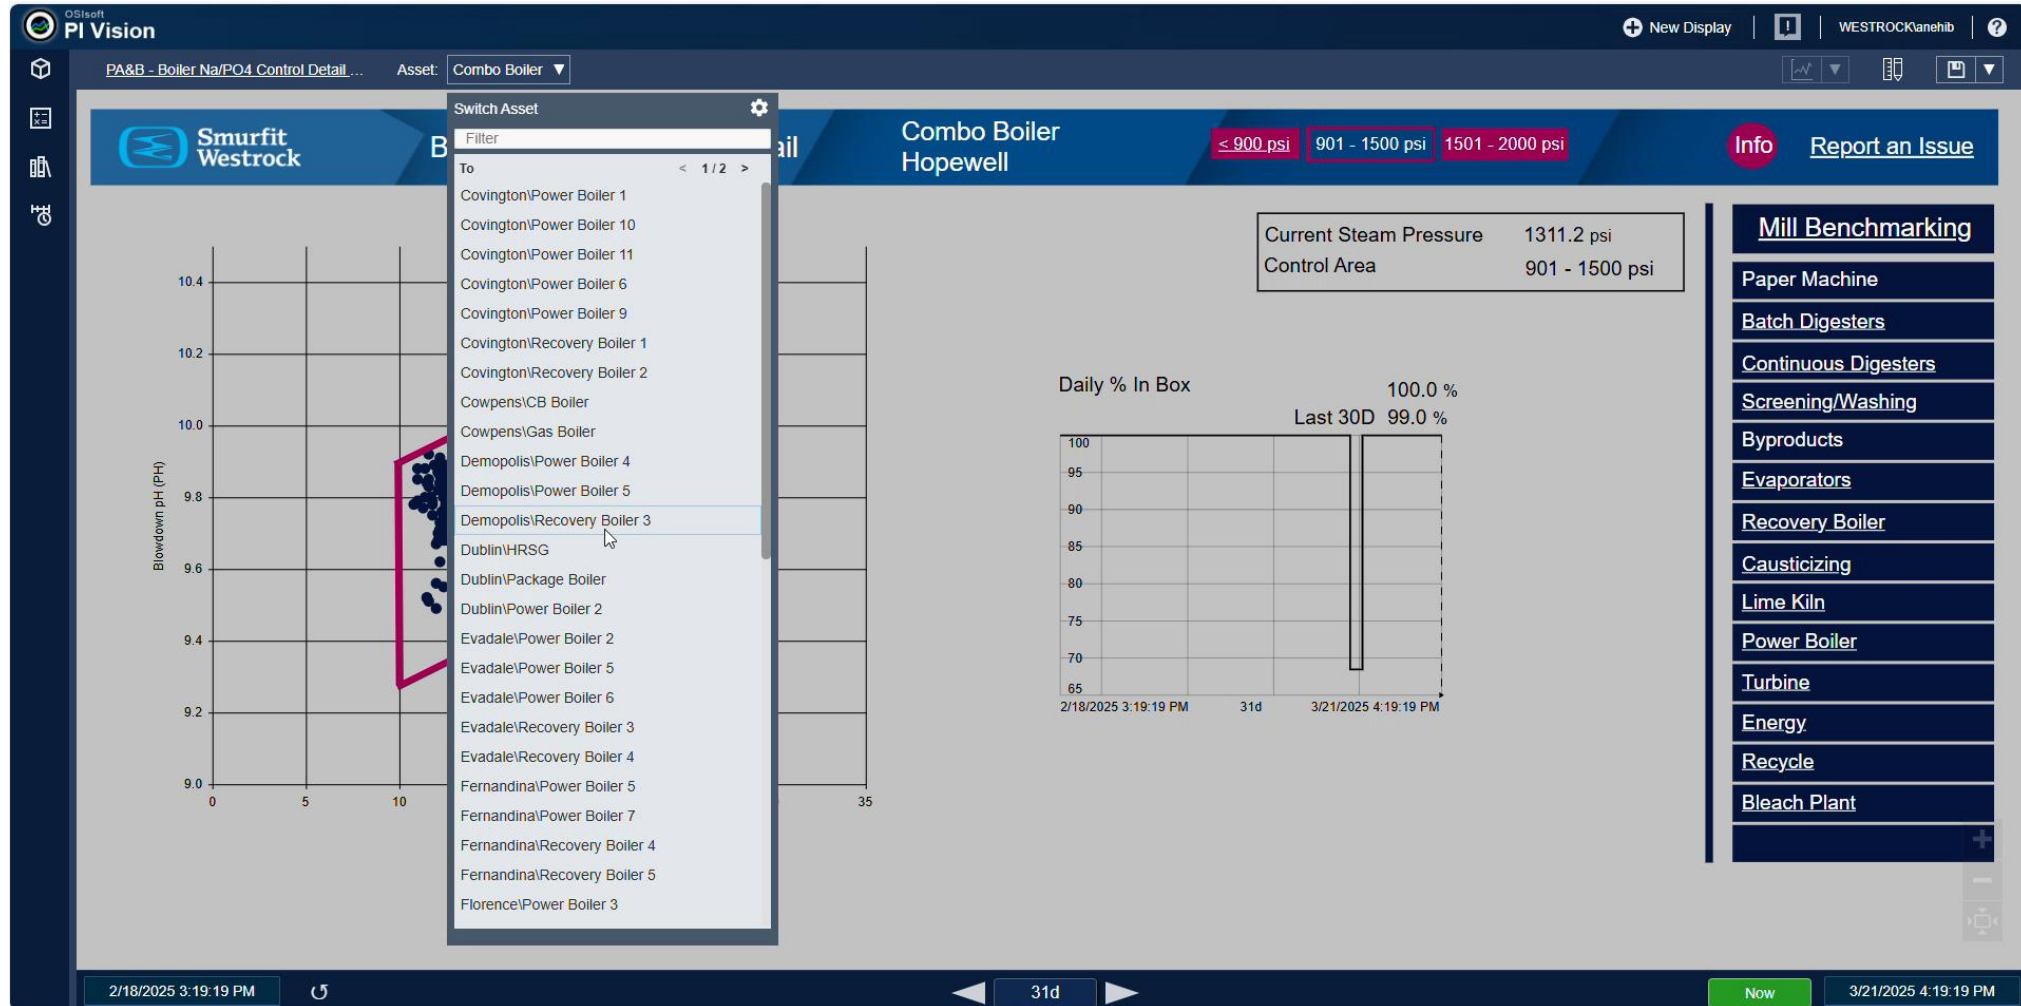 OSIsoft
PI Vision
New Display
WESTROCK\anehib
PA&B - Boiler Na/PO4 Control Detail ...
Asset:
Combo Boiler
Switch Asset
Filter
To
< 1 / 2 >
Covington\Power Boiler 1
Covington\Power Boiler 10
Covington\Power Boiler 11
Covington\Power Boiler 6
Covington\Power Boiler 9
Covington\Recovery Boiler 1
Covington\Recovery Boiler 2
Cowpens\CB Boiler
Cowpens\Gas Boiler
Demopolis\Power Boiler 4
Demopolis\Power Boiler 5
Demopolis\Recovery Boiler 3
Dublin\HRSG
Dublin\Package Boiler
Dublin\Power Boiler 2
Evadale\Power Boiler 2
Evadale\Power Boiler 5
Evadale\Power Boiler 6
Evadale\Recovery Boiler 3
Evadale\Recovery Boiler 4
Fernandina\Power Boiler 5
Fernandina\Power Boiler 7
Fernandina\Recovery Boiler 4
Fernandina\Recovery Boiler 5
Florence\Power Boiler 3
Smurfit
Westrock
B
ail
Combo Boiler
Hopewell
< 900 psi
901 - 1500 psi
1501 - 2000 psi
Info
Report an Issue
Blowdown pH (PH)
10.4
10.2
10.0
9.8
9.6
9.4
9.2
9.0
0
5
10
35
Current Steam Pressure 1311.2 psi
Control Area 901 - 1500 psi
Daily % In Box 100.0 %
Last 30D 99.0 %
100
95
90
85
80
75
70
65
2/18/2025 3:19:19 PM 31d 3/21/2025 4:19:19 PM
Mill Benchmarking
Paper Machine
Batch Digesters
Continuous Digesters
Screening/Washing
Byproducts
Evaporators
Recovery Boiler
Causticizing
Lime Kiln
Power Boiler
Turbine
Energy
Recycle
Bleach Plant
2/18/2025 3:19:19 PM
31d
Now
3/21/2025 4:19:19 PM